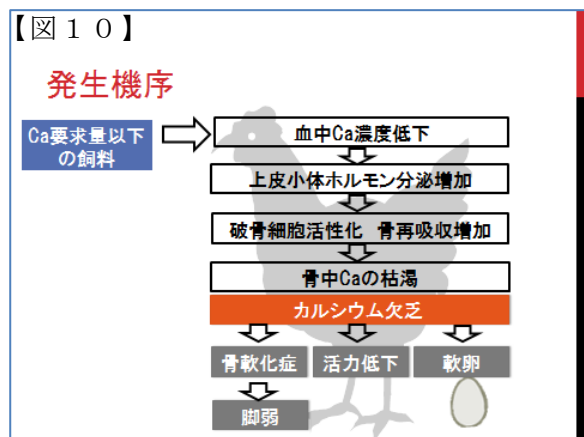 【図１０】
発生機序
Ca要求量以下
の飼料
血中Ca濃度低下
上皮小体ホルモン分泌増加
破骨細胞活性化 骨再吸収増加
骨中Caの枯渇
カルシウム欠乏
骨軟化症
活力低下
軟卵
脚弱